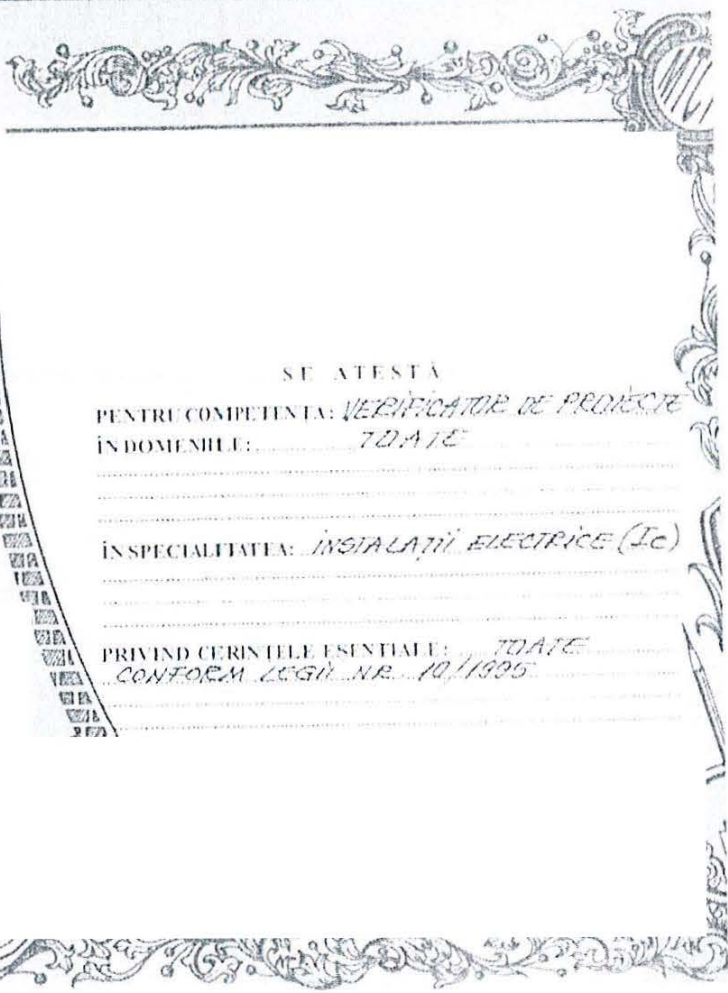 SE ATESTĂ
PENTRU COMPETENȚA: VERIFICATOR DE PROIECTE
ÎN DOMENIILE: TOATE
ÎN SPECIALITATEA: INSTALAȚII ELECTRICE (Ie)
PRIVIND CERINȚELE ESENȚIALE: TOATE
CONFORM LEGII NR. 10/1995